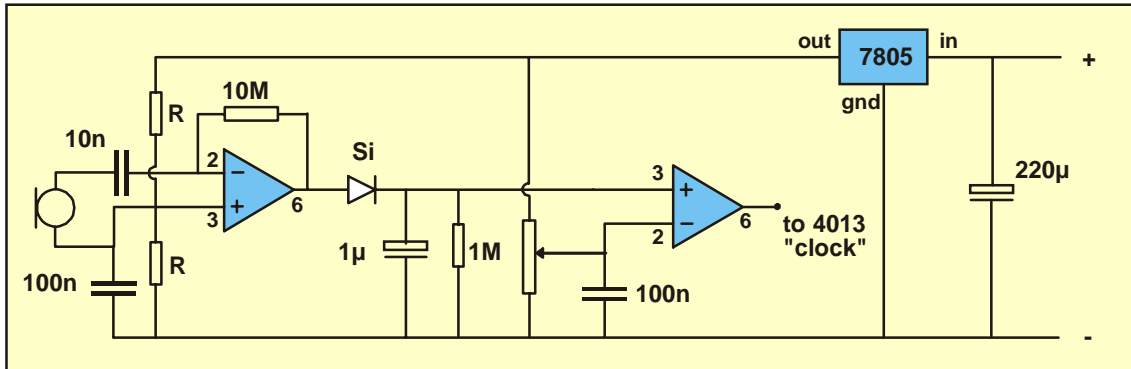 out
7805
in
+
gnd
10M
R
10n
2
−
+
3
6
Si
3
+
−
2
6
to 4013
"clock"
220µ
1µ
1M
R
100n
100n
-